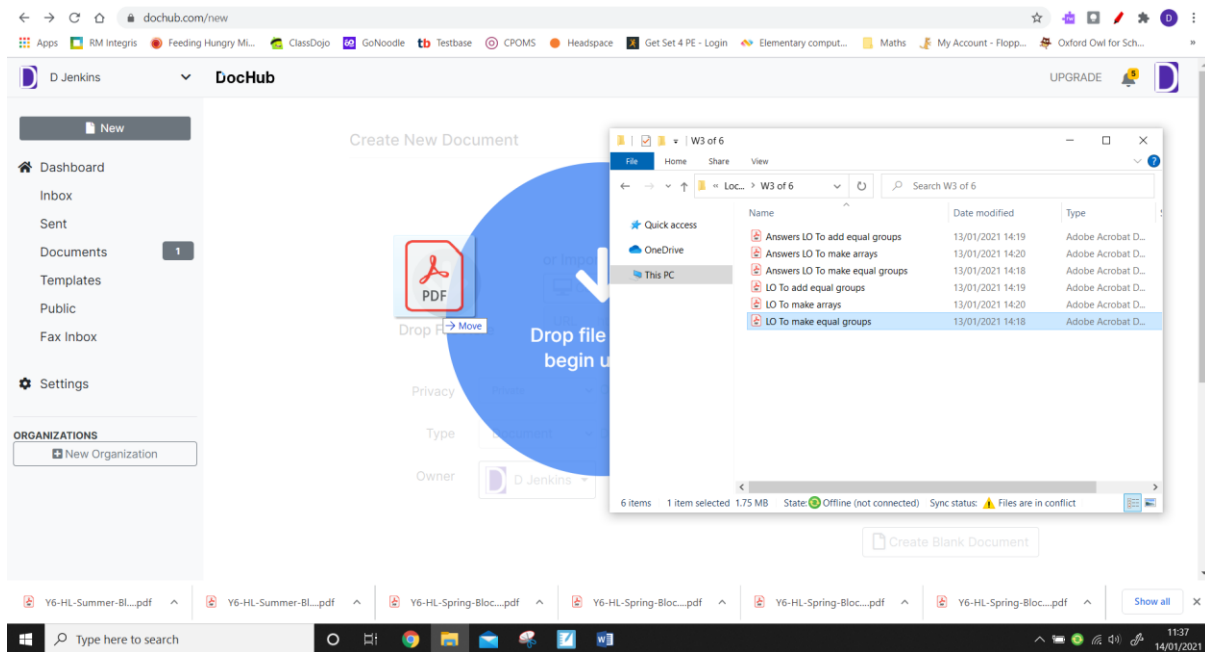 dochub.com/new
D
Apps RM Integris Feeding Hungry Mi... ClassDojo GoNoodle Testbase CPOMS Headspace Get Set 4 PE - Login Elementary comput... Maths My Account - Flopp... Oxford Owl for Sch... »
D D Jenkins DocHub UPGRADE 5 D
New
Dashboard
Inbox
Sent
Documents 1
Templates
Public
Fax Inbox
Settings
ORGANIZATIONS
New Organization
Create New Document
PDF
Move
Drop
or Impor
Drop file
begin u
Privacy
Type Document
Owner D D Jenkins
Create Blank Document
W3 of 6
File Home Share View
« Loc... > W3 of 6 Search W3 of 6
Quick access
OneDrive
This PC
Name Date modified Type
Answers LO To add equal groups 13/01/2021 14:19 Adobe Acrobat D...
Answers LO To make arrays 13/01/2021 14:20 Adobe Acrobat D...
Answers LO To make equal groups 13/01/2021 14:18 Adobe Acrobat D...
LO To add equal groups 13/01/2021 14:19 Adobe Acrobat D...
LO To make arrays 13/01/2021 14:20 Adobe Acrobat D...
LO To make equal groups 13/01/2021 14:18 Adobe Acrobat D...
6 items 1 item selected 1.75 MB State: Offline (not connected) Sync status: Files are in conflict
Y6-HL-Summer-Bl....pdf Y6-HL-Summer-Bl....pdf Y6-HL-Spring-Bloc....pdf Y6-HL-Spring-Bloc....pdf Y6-HL-Spring-Bloc....pdf Y6-HL-Spring-Bloc....pdf Show all
Type here to search
11:37
14/01/2021